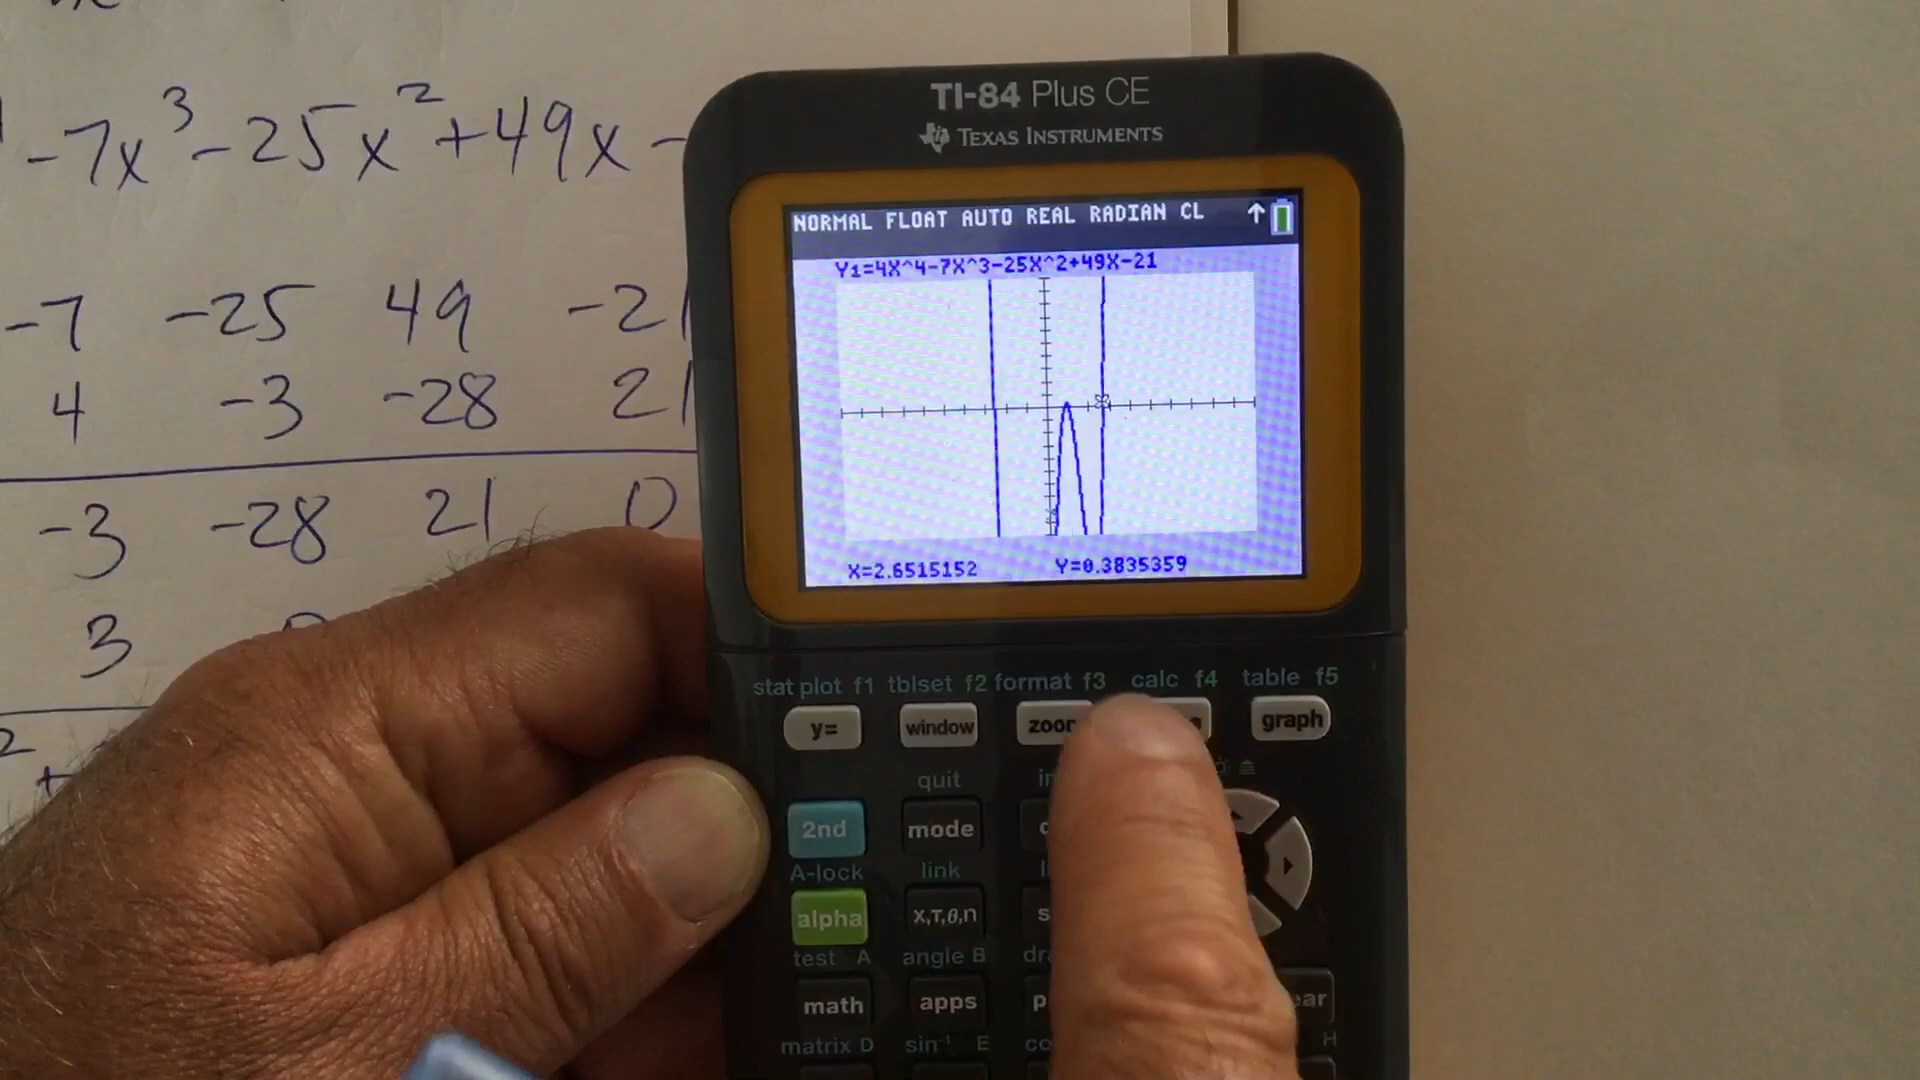 -7x³-25x²+49x-
-7 -25 49 -21
4 -3 -28 21
-3 -28 21 0
3
2 +
TI-84 Plus CE
TEXAS INSTRUMENTS
NORMAL FLOAT AUTO REAL RADIAN CL
Y1=4X^4-7X^3-25X^2+49X-21
X=2.6515152 Y=0.3835359
stat plot f1 tblset f2 format f3 calc f4 table f5
y= window zoom graph
quit
2nd mode
A-lock link
alpha X,T,θ,n
test A angle B
math apps
matrix D sin⁻¹ E H